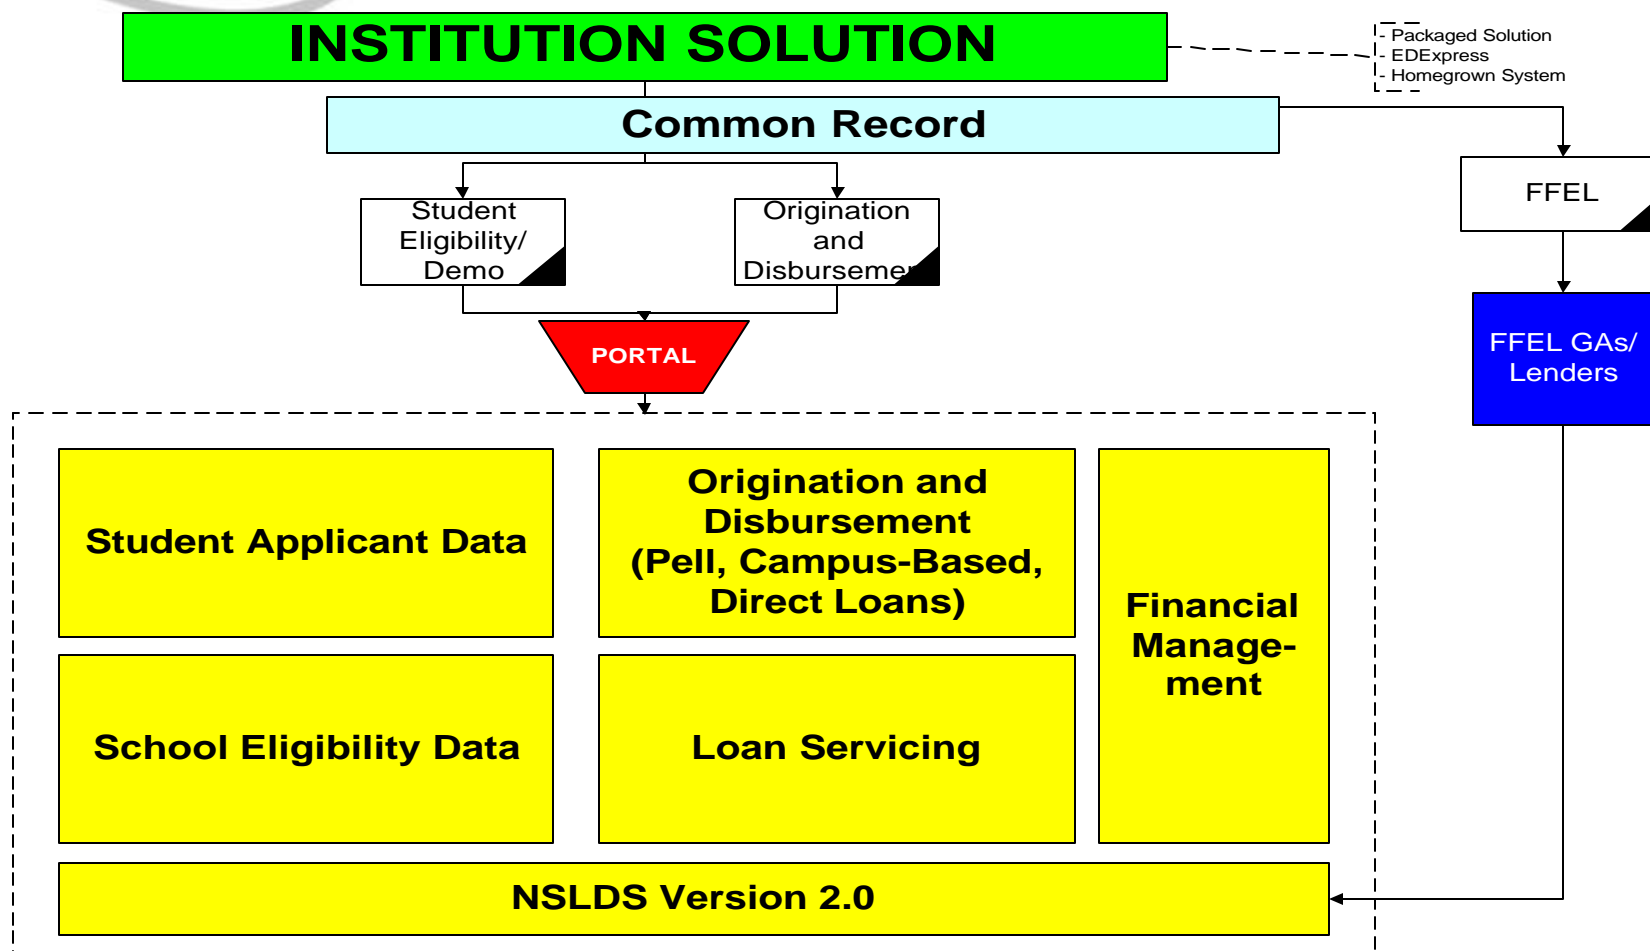 INSTITUTION SOLUTION
- Packaged Solution
- EDExpress
- Homegrown System
Common Record
Student
Eligibility/
Demo
Origination
and
Disbursement
FFEL
PORTAL
FFEL GAs/
Lenders
Student Applicant Data
Origination and
Disbursement
(Pell, Campus-Based,
Direct Loans)
Financial
Manage-
ment
School Eligibility Data
Loan Servicing
NSLDS Version 2.0